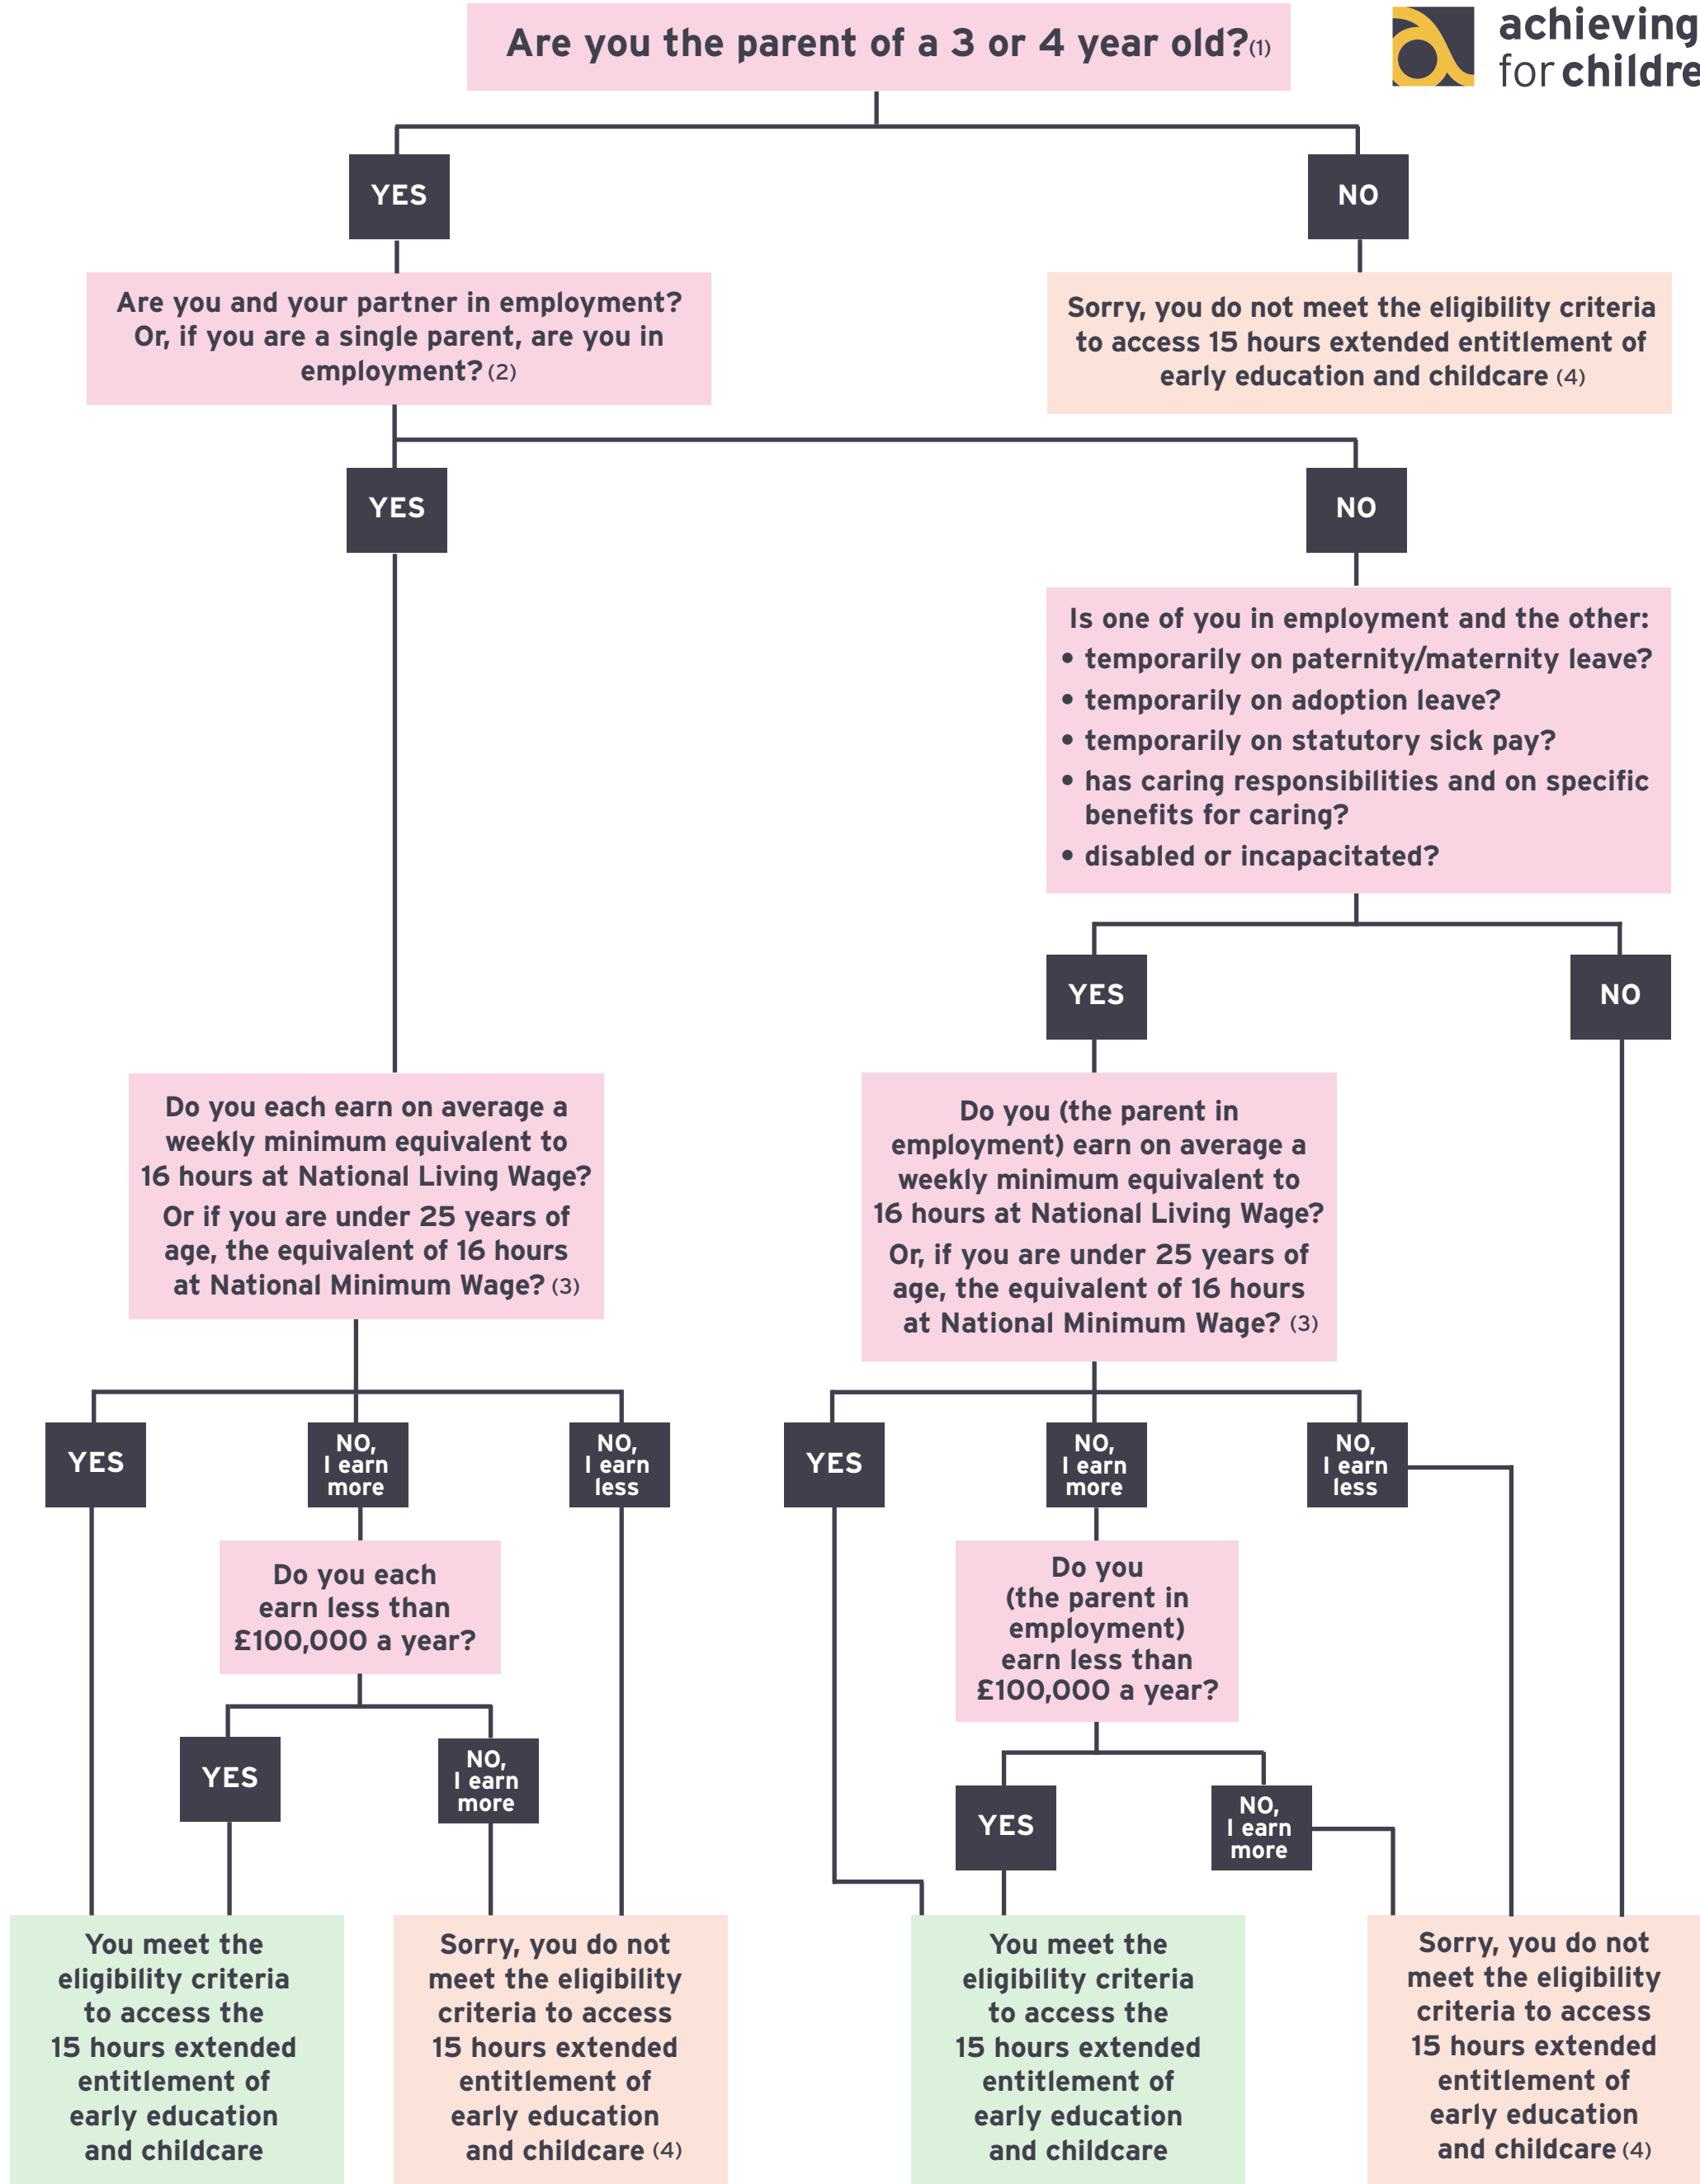 Are you the parent of a 3 or 4 year old?(1)
achieving
for childre
YES
NO
Are you and your partner in employment?
Or, if you are a single parent, are you in
employment? (2)
Sorry, you do not meet the eligibility criteria
to access 15 hours extended entitlement of
early education and childcare (4)
YES
NO
Is one of you in employment and the other:
• temporarily on paternity/maternity leave?
• temporarily on adoption leave?
• temporarily on statutory sick pay?
• has caring responsibilities and on specific
benefits for caring?
• disabled or incapacitated?
YES
NO
Do you each earn on average a
weekly minimum equivalent to
16 hours at National Living Wage?
Or if you are under 25 years of
age, the equivalent of 16 hours
at National Minimum Wage? (3)
Do you (the parent in
employment) earn on average a
weekly minimum equivalent to
16 hours at National Living Wage?
Or, if you are under 25 years of
age, the equivalent of 16 hours
at National Minimum Wage? (3)
YES
NO,
I earn
more
NO,
I earn
less
YES
NO,
I earn
more
NO,
I earn
less
Do you each
earn less than
£100,000 a year?
Do you
(the parent in
employment)
earn less than
£100,000 a year?
YES
NO,
I earn
more
YES
NO,
I earn
more
You meet the
eligibility criteria
to access the
15 hours extended
entitlement of
early education
and childcare
Sorry, you do not
meet the eligibility
criteria to access
15 hours extended
entitlement of
early education
and childcare (4)
You meet the
eligibility criteria
to access the
15 hours extended
entitlement of
early education
and childcare
Sorry, you do not
meet the eligibility
criteria to access
15 hours extended
entitlement of
early education
and childcare (4)